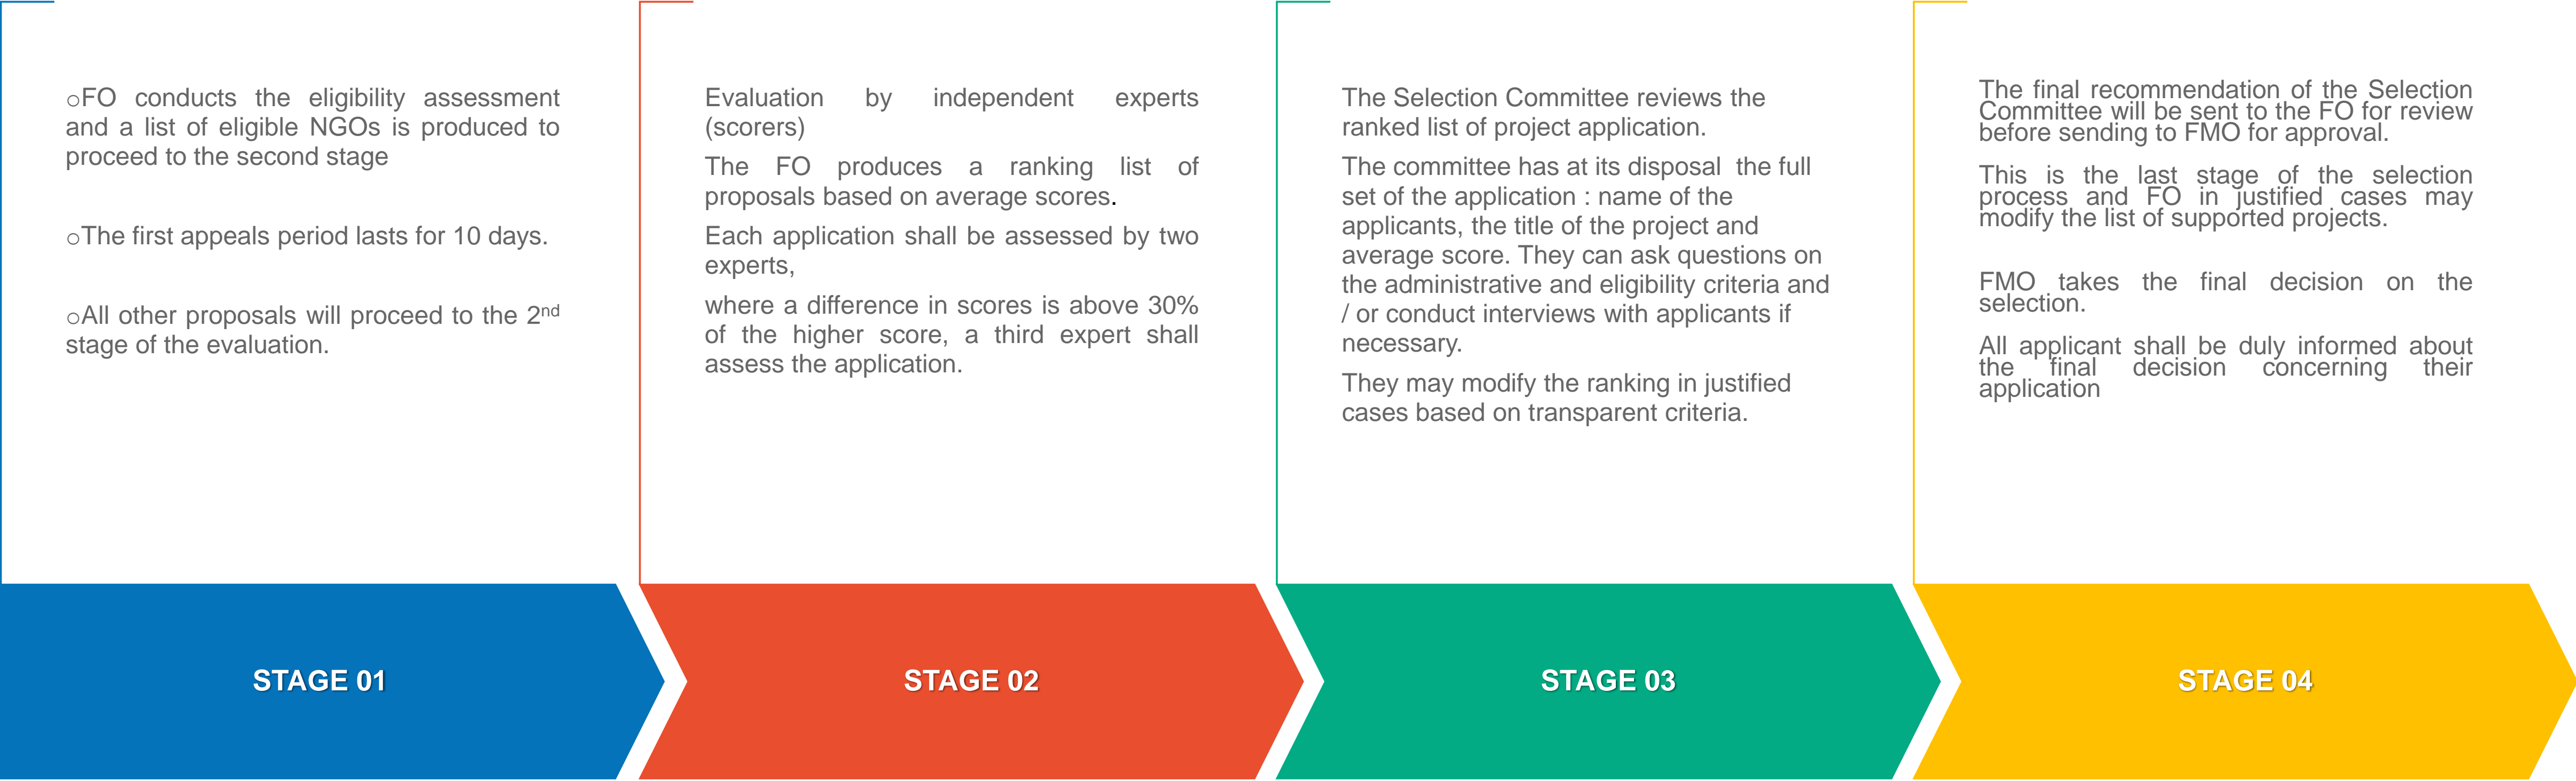 ○FO conducts the eligibility assessment
and a list of eligible NGOs is produced to
proceed to the second stage
○The first appeals period lasts for 10 days.
○All other proposals will proceed to the 2nd
stage of the evaluation.
STAGE 01
Evaluation by independent experts
(scorers)
The FO produces a ranking list of
proposals based on average scores.
Each application shall be assessed by two
experts,
where a difference in scores is above 30%
of the higher score, a third expert shall
assess the application.
STAGE 02
The Selection Committee reviews the
ranked list of project application.
The committee has at its disposal the full
set of the application : name of the
applicants, the title of the project and
average score. They can ask questions on
the administrative and eligibility criteria and
/ or conduct interviews with applicants if
necessary.
They may modify the ranking in justified
cases based on transparent criteria.
STAGE 03
The final recommendation of the Selection
Committee will be sent to the FO for review
before sending to FMO for approval.
This is the last stage of the selection
process and FO in justified cases may
modify the list of supported projects.
FMO takes the final decision on the
selection.
All applicant shall be duly informed about
the final decision concerning their
application
STAGE 04